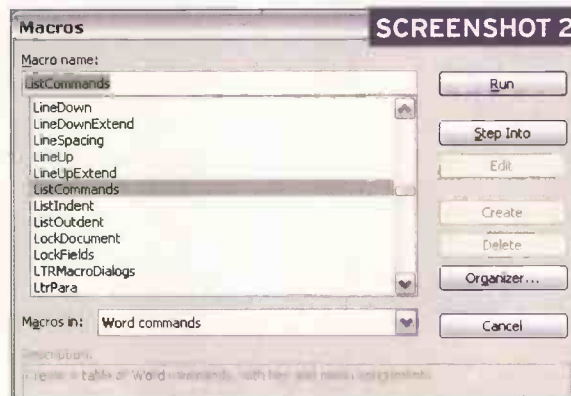 Macros
SCREENSHOT 2
Macro name:
ListCommands
LineDown
LineDownExtend
LineSpacing
LineUp
LineUpExtend
ListCommands
ListIndent
ListOutdent
LockDocument
LockFields
LTRMacroDialogs
LtrPara
Run
Step Into
Edit
Create
Delete
Organizer...
Cancel
Macros in: Word commands
Description:
a table of Word commands, with key and menu assignments